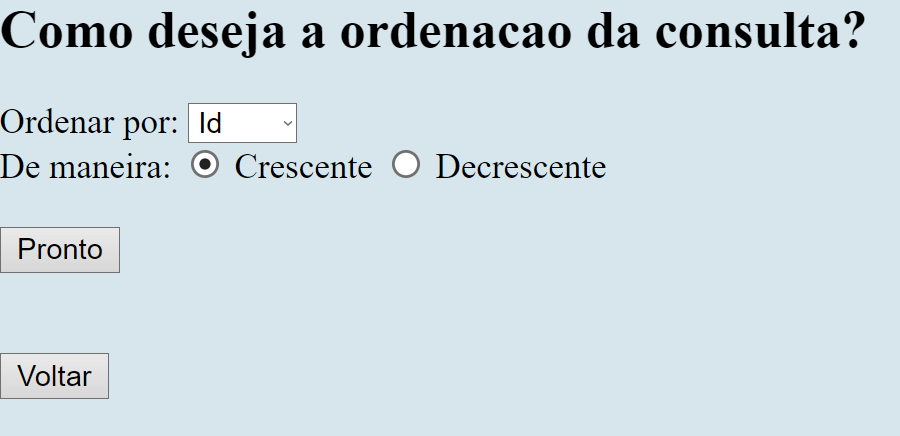 Como deseja a ordenacao da consulta?
Ordenar por: Id
De maneira: Crescente Decrescente
Pronto
Voltar